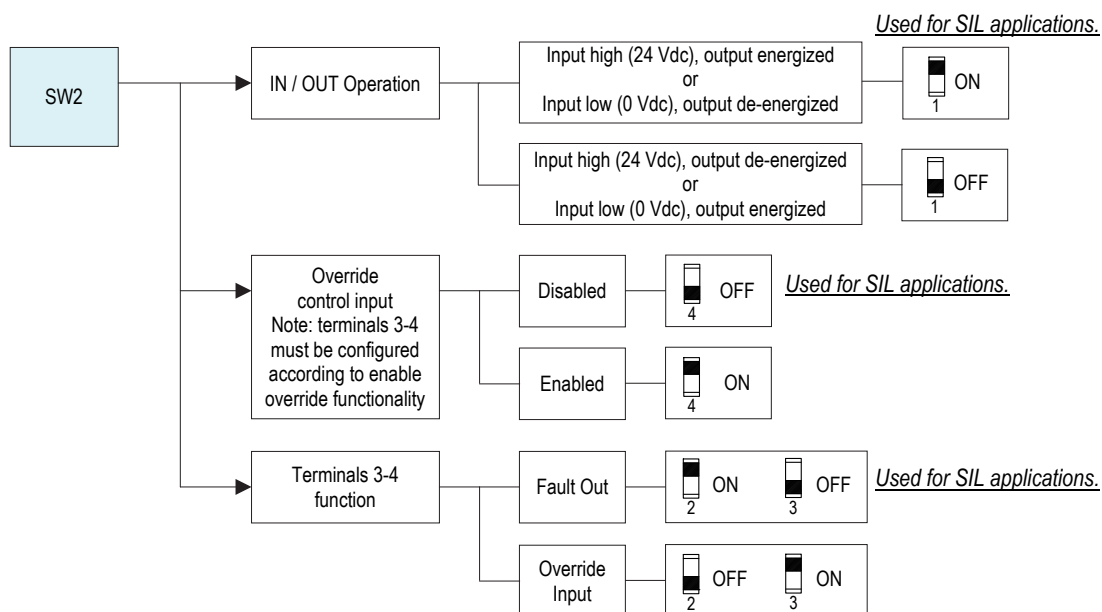 Used for SIL applications.
SW2
IN / OUT Operation
Input high (24 Vdc), output energized
or
Input low (0 Vdc), output de-energized
ON
1
Input high (24 Vdc), output de-energized
or
Input low (0 Vdc), output energized
OFF
1
Override
control input
Note: terminals 3-4
must be configured
according to enable
override functionality
Disabled
OFF
4
Used for SIL applications.
Enabled
ON
4
Terminals 3-4
function
Fault Out
ON
2
OFF
3
Used for SIL applications.
Override
Input
OFF
2
ON
3